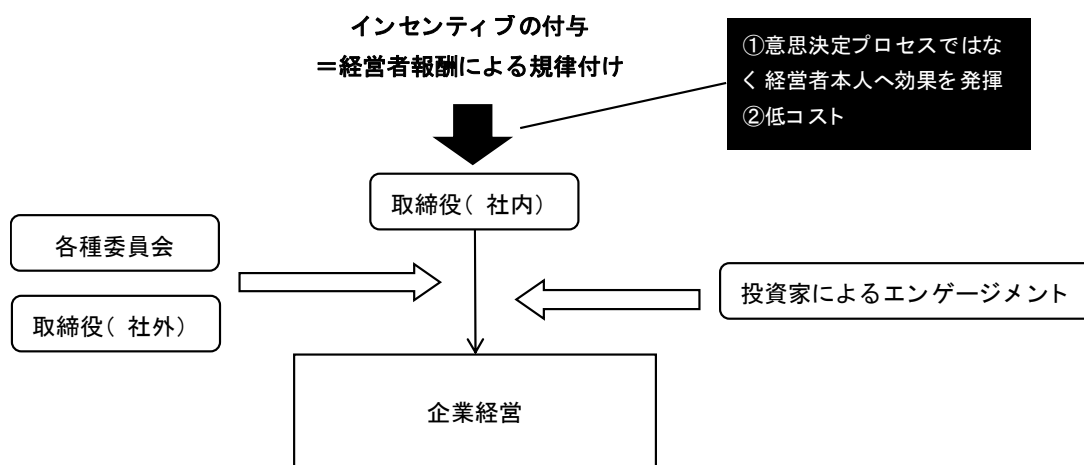 インセンティブの付与
=経営者報酬による規律付け
①意思決定プロセスではな
く経営者本人へ効果を発揮
②低コスト
取締役(社内)
各種委員会
取締役(社外)
投資家によるエンゲージメント
企業経営